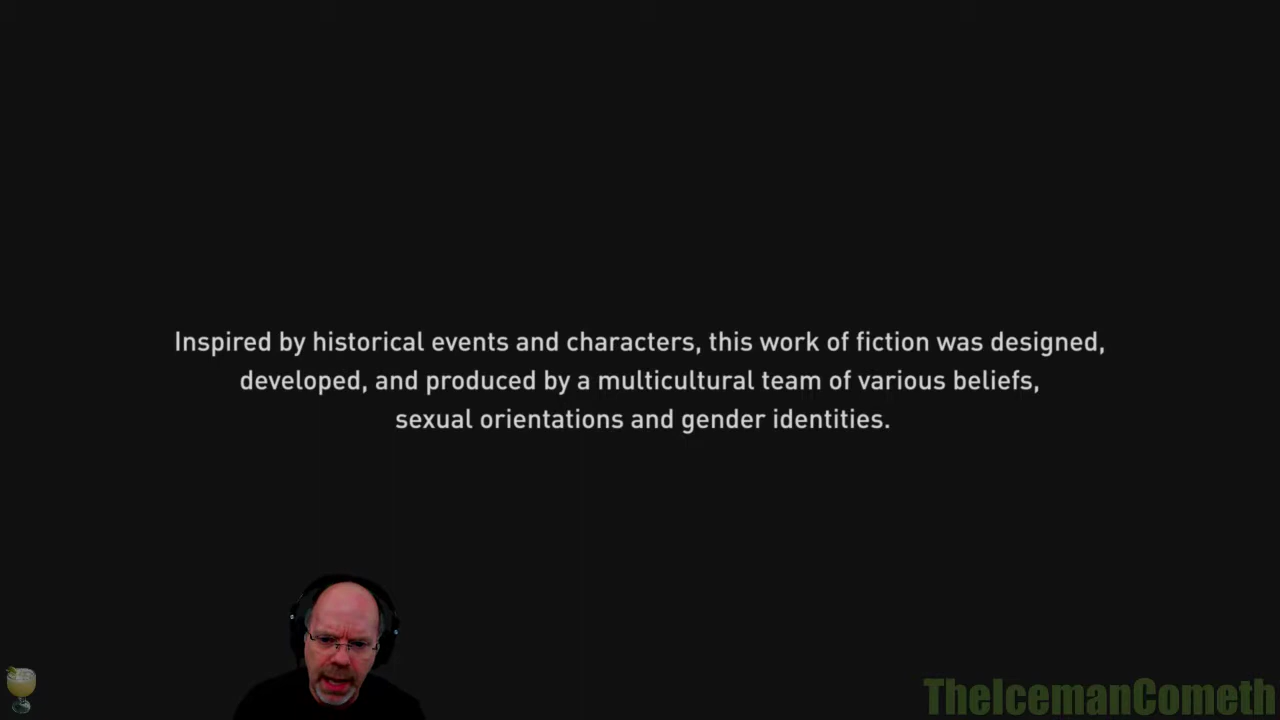 Inspired by historical events and characters, this work of fiction was designed,
developed, and produced by a multicultural team of various beliefs,
sexual orientations and gender identities.
TheIcemanCometh